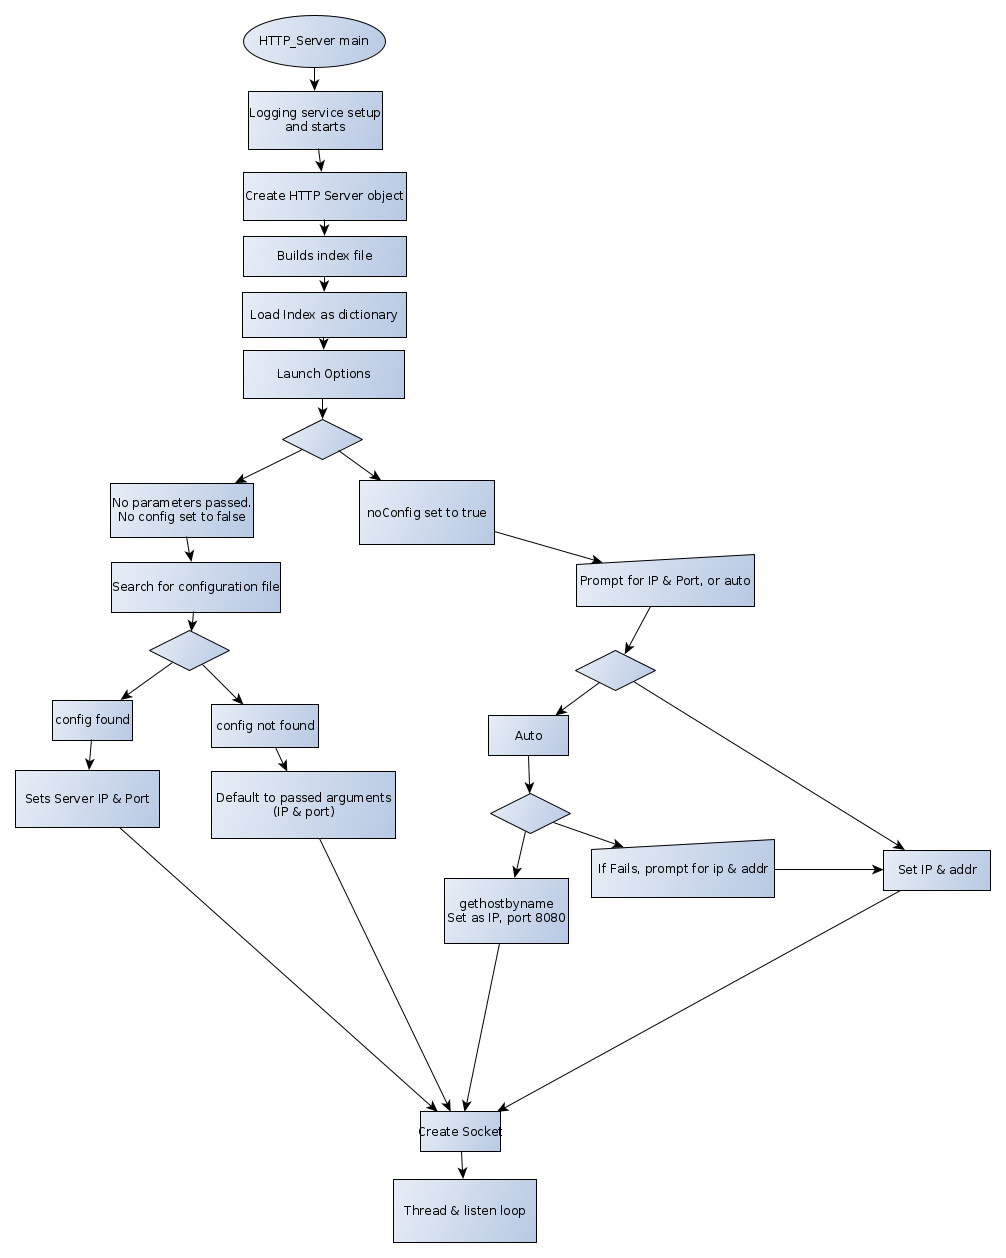 HTTP_Server main
Logging service setup
and starts
Create HTTP Server object
Builds index file
Load Index as dictionary
Launch Options
No parameters passed.
No config set to false
noConfig set to true
Search for configuration file
Prompt for IP & Port, or auto
config found
config not found
Auto
Sets Server IP & Port
Default to passed arguments
(IP & port)
If Fails, prompt for ip & addr
Set IP & addr
gethostbyname
Set as IP, port 8080
Create Socket
Thread & listen loop